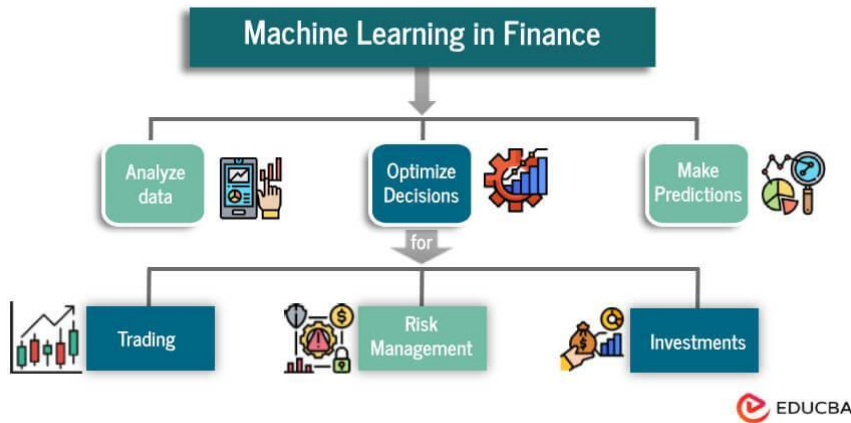 Machine Learning in Finance
Analyze
data
Optimize
Decisions
Make
Predictions
for
Trading
Risk
Management
Investments
EDUCBA